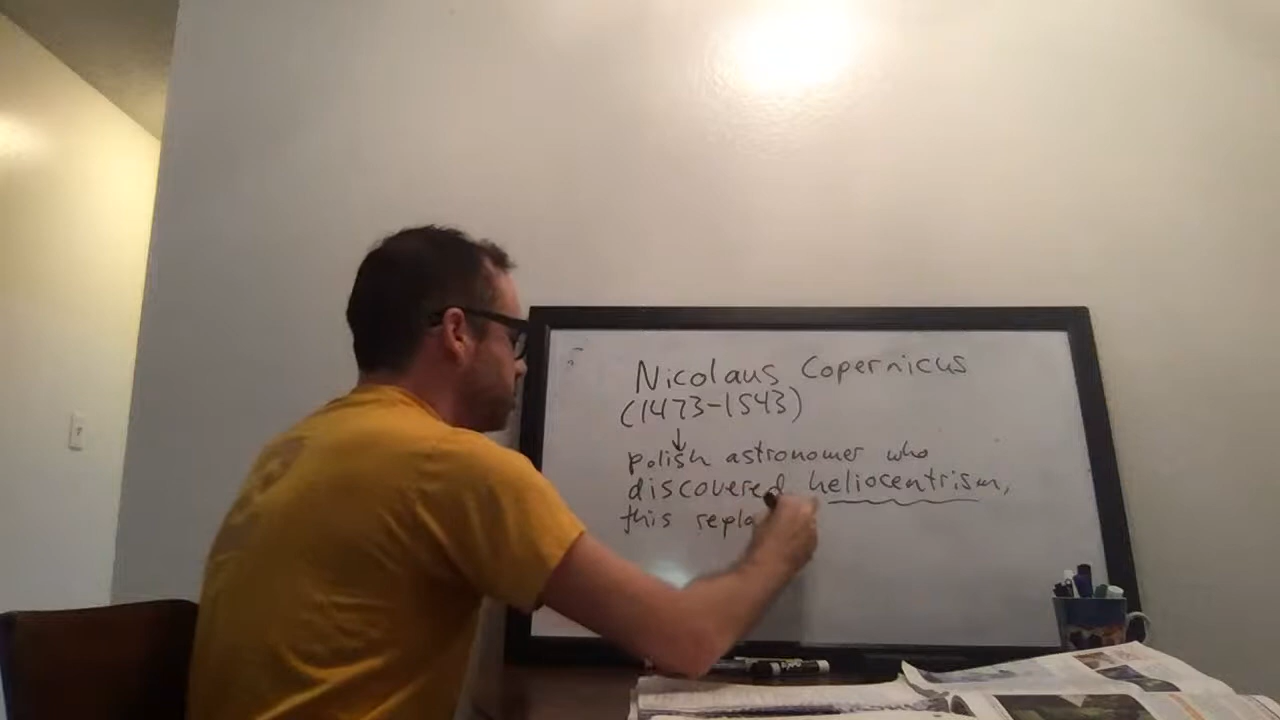 Nicolaus Copernicus
(1473-1543)
polish astronomer who
discovered heliocentrism,
this repla